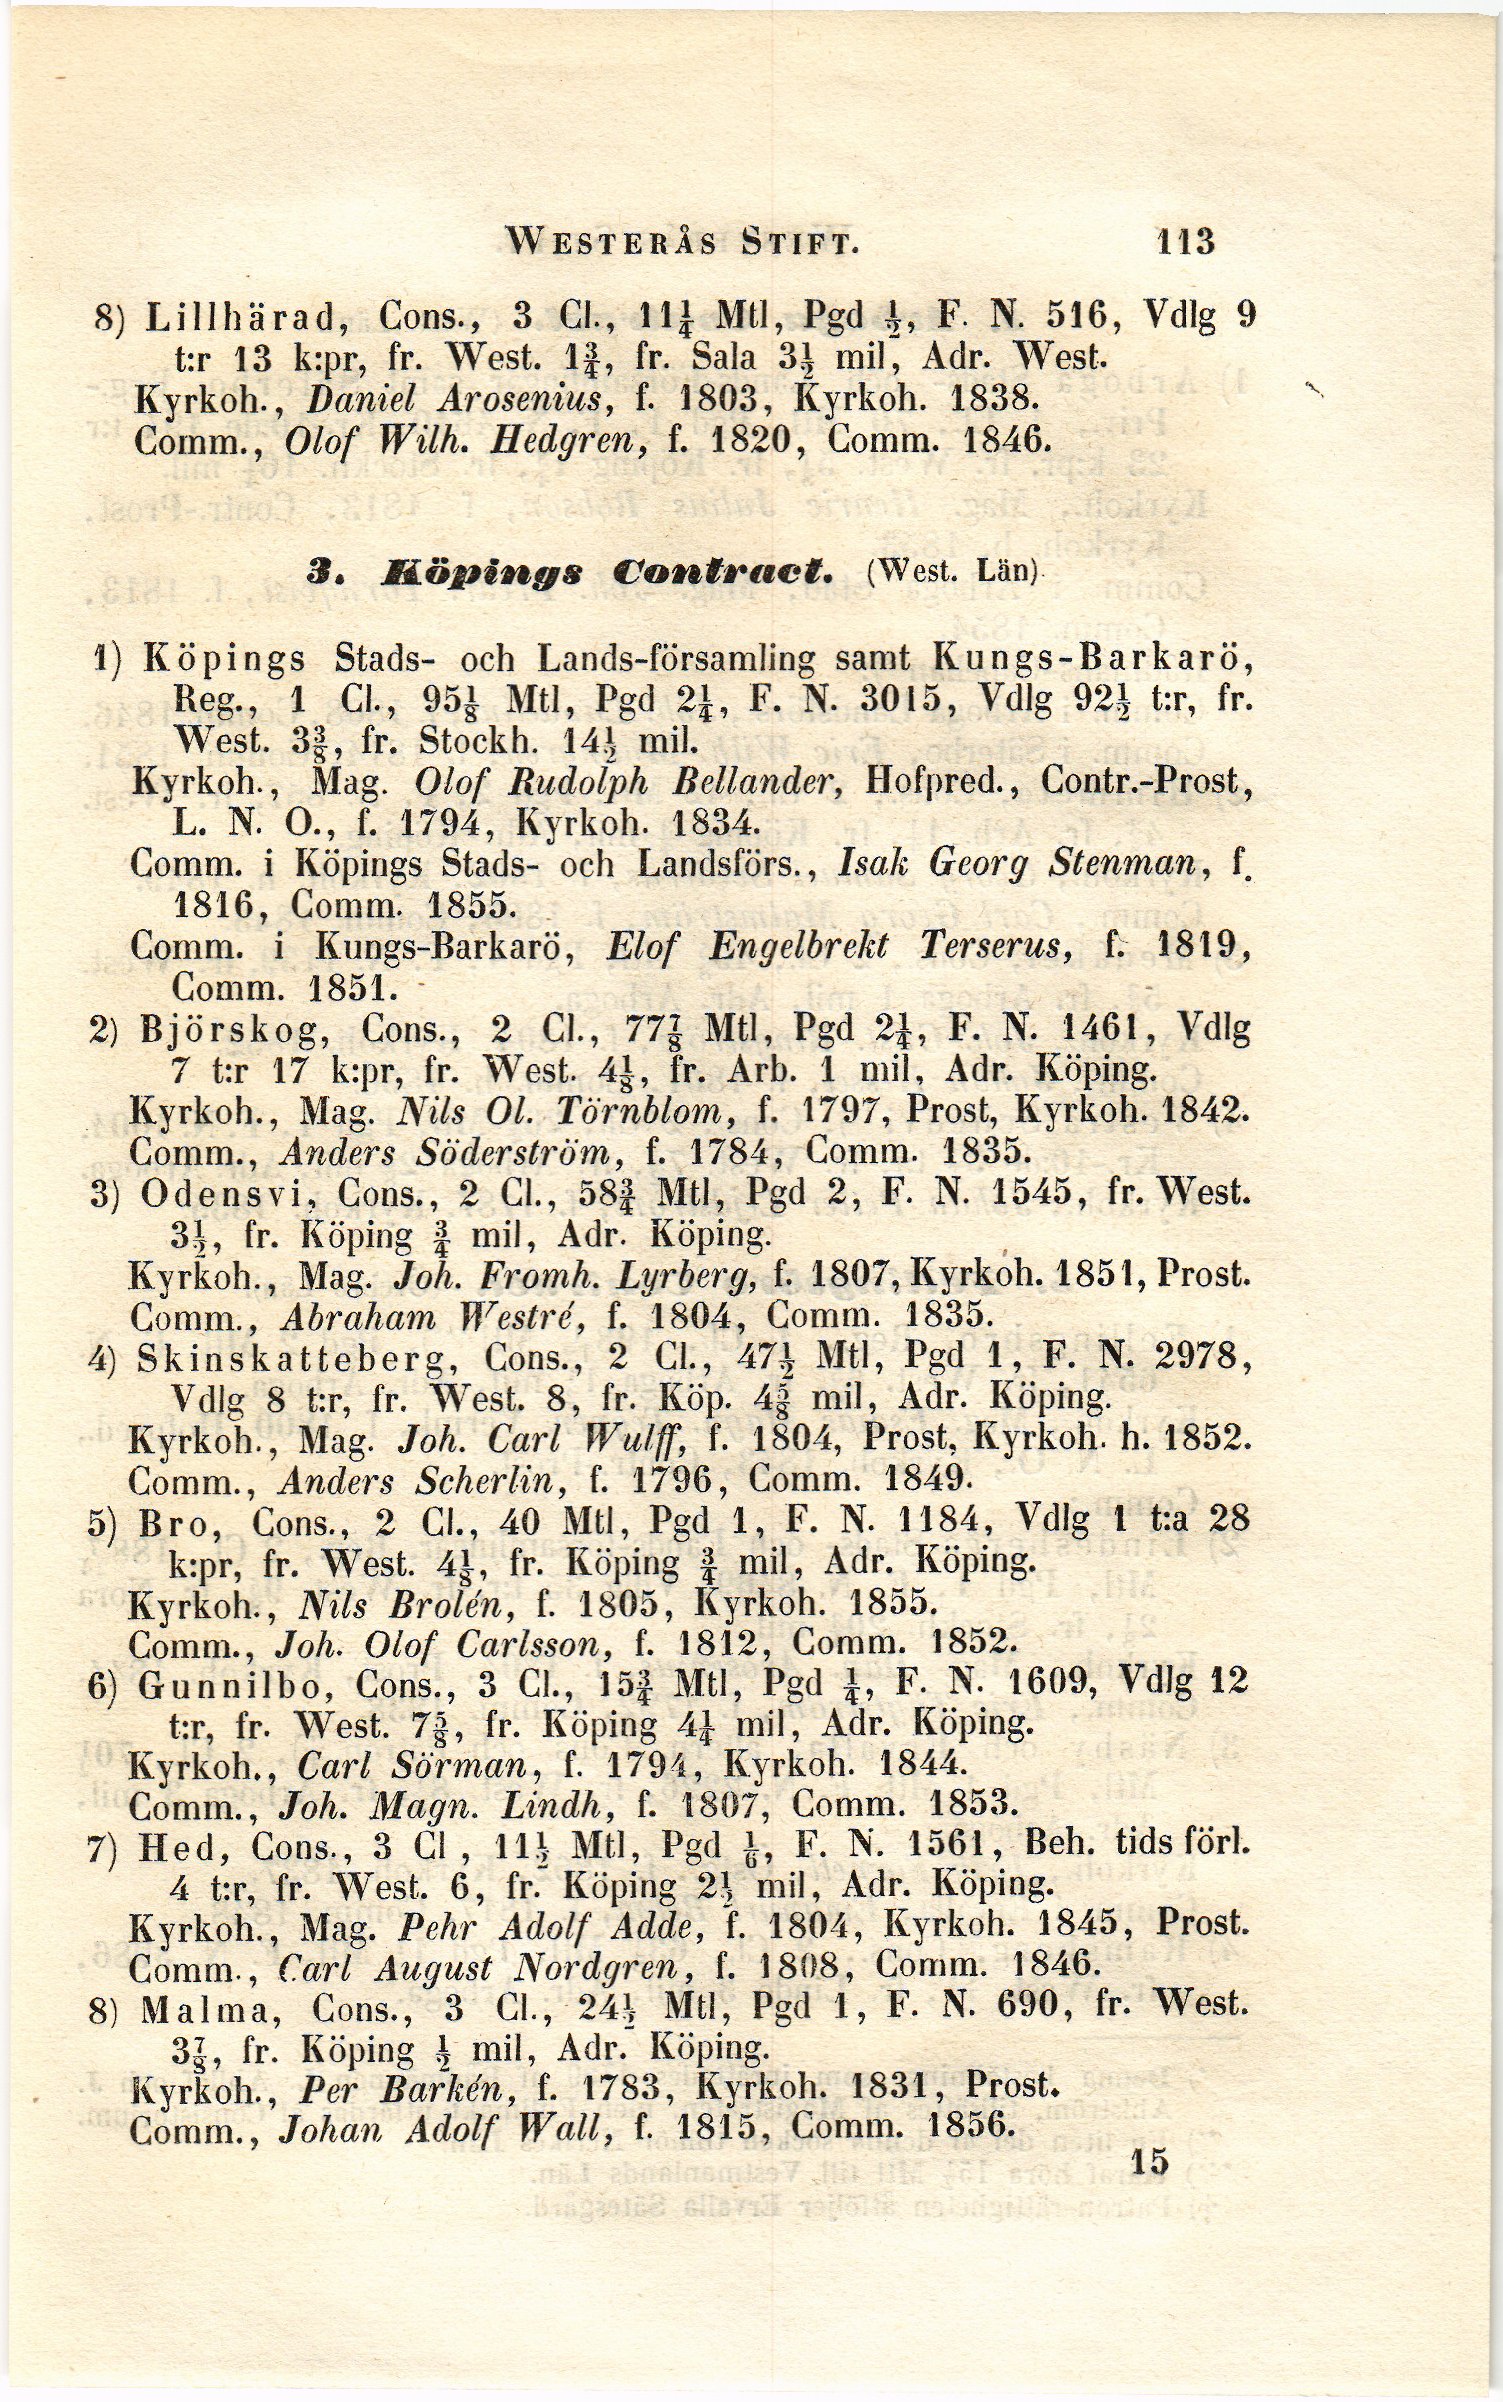 WESTERÅS STIFT. 113
8) Lillhärad, Cons., 3 Cl., 11¼ Mtl, Pgd ½, F. N. 516, Vdlg 9
t:r 13 k:pr, fr. West. 1¾, fr. Sala 3½ mil, Adr. West.
Kyrkoh., Daniel Arosenius, f. 1803, Kyrkoh. 1838.
Comm., Olof Wilh. Hedgren, f. 1820, Comm. 1846.
3. Köpings Contract. (West. Län)
1) Köpings Stads- och Lands-församling samt Kungs-Barkarö,
Reg., 1 Cl., 95⅛ Mtl, Pgd 2¼, F. N. 3015, Vdlg 92½ t:r, fr.
West. 3⅜, fr. Stockh. 14½ mil.
Kyrkoh., Mag. Olof Rudolph Bellander, Hofpred., Contr.-Prost,
L. N. O., f. 1794, Kyrkoh. 1834.
Comm. i Köpings Stads- och Landsförs., Isak Georg Stenman, f.
1816, Comm. 1855.
Comm. i Kungs-Barkarö, Elof Engelbrekt Terserus, f. 1819,
Comm. 1851.
2) Björskog, Cons., 2 Cl., 77⅞ Mtl, Pgd 2¼, F. N. 1461, Vdlg
7 t:r 17 k:pr, fr. West. 4⅛, fr. Arb. 1 mil, Adr. Köping.
Kyrkoh., Mag. Nils Ol. Törnblom, f. 1797, Prost, Kyrkoh. 1842.
Comm., Anders Söderström, f. 1784, Comm. 1835.
3) Odensvi, Cons., 2 Cl., 58¾ Mtl, Pgd 2, F. N. 1545, fr. West.
3½, fr. Köping ¾ mil, Adr. Köping.
Kyrkoh., Mag. Joh. Fromh. Lyrberg, f. 1807, Kyrkoh. 1851, Prost.
Comm., Abraham Westré, f. 1804, Comm. 1835.
4) Skinskatteberg, Cons., 2 Cl., 47½ Mtl, Pgd 1, F. N. 2978,
Vdlg 8 t:r, fr. West. 8, fr. Köp. 4⅝ mil, Adr. Köping.
Kyrkoh., Mag. Joh. Carl Wulff, f. 1804, Prost, Kyrkoh. h. 1852.
Comm., Anders Scherlin, f. 1796, Comm. 1849.
5) Bro, Cons., 2 Cl., 40 Mtl, Pgd 1, F. N. 1184, Vdlg 1 t:a 28
k:pr, fr. West. 4⅛, fr. Köping ¾ mil, Adr. Köping.
Kyrkoh., Nils Brolén, f. 1805, Kyrkoh. 1855.
Comm., Joh. Olof Carlsson, f. 1812, Comm. 1852.
6) Gunnilbo, Cons., 3 Cl., 15¾ Mtl, Pgd ¼, F. N. 1609, Vdlg 12
t:r, fr. West. 7⅝, fr. Köping 4¼ mil, Adr. Köping.
Kyrkoh., Carl Sörman, f. 1794, Kyrkoh. 1844.
Comm., Joh. Magn. Lindh, f. 1807, Comm. 1853.
7) Hed, Cons., 3 Cl , 11½ Mtl, Pgd ⅙, F. N. 1561, Beh. tids förl.
4 t:r, fr. West. 6, fr. Köping 2½ mil, Adr. Köping.
Kyrkoh., Mag. Pehr Adolf Adde, f. 1804, Kyrkoh. 1845, Prost.
Comm., Carl August Nordgren, f. 1808, Comm. 1846.
8) Malma, Cons., 3 Cl., 24½ Mtl, Pgd 1, F. N. 690, fr. West.
3⅞, fr. Köping ½ mil, Adr. Köping.
Kyrkoh., Per Barkén, f. 1783, Kyrkoh. 1831, Prost.
Comm., Johan Adolf Wall, f. 1815, Comm. 1856.
15